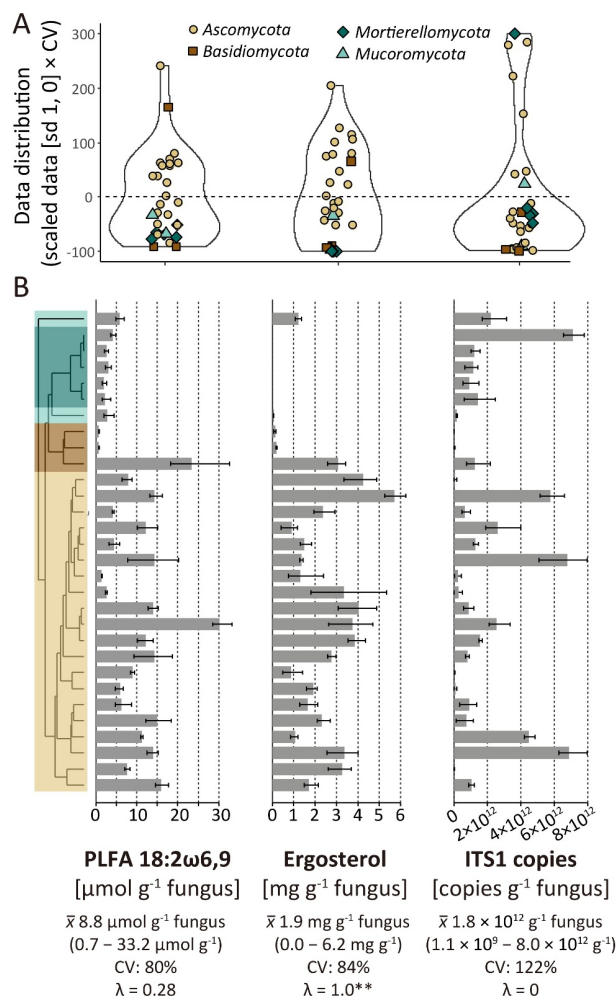 A
Ascomycota
Mortierellomycota
Basidiomycota
Mucoromycota
Data distribution
(scaled data [sd 1, 0] × CV)
300
200
100
0
-100
B
0 10 20 30
0 1 2 3 4 5 6
0 2×10¹² 4×10¹² 6×10¹² 8×10¹²
PLFA 18:2ω6,9
[µmol g⁻¹ fungus]
x̅ 8.8 µmol g⁻¹ fungus
(0.7 – 33.2 µmol g⁻¹)
CV: 80%
λ = 0.28
Ergosterol
[mg g⁻¹ fungus]
x̅ 1.9 mg g⁻¹ fungus
(0.0 – 6.2 mg g⁻¹)
CV: 84%
λ = 1.0**
ITS1 copies
[copies g⁻¹ fungus]
x̅ 1.8 × 10¹² g⁻¹ fungus
(1.1 × 10⁹ – 8.0 × 10¹² g⁻¹)
CV: 122%
λ = 0